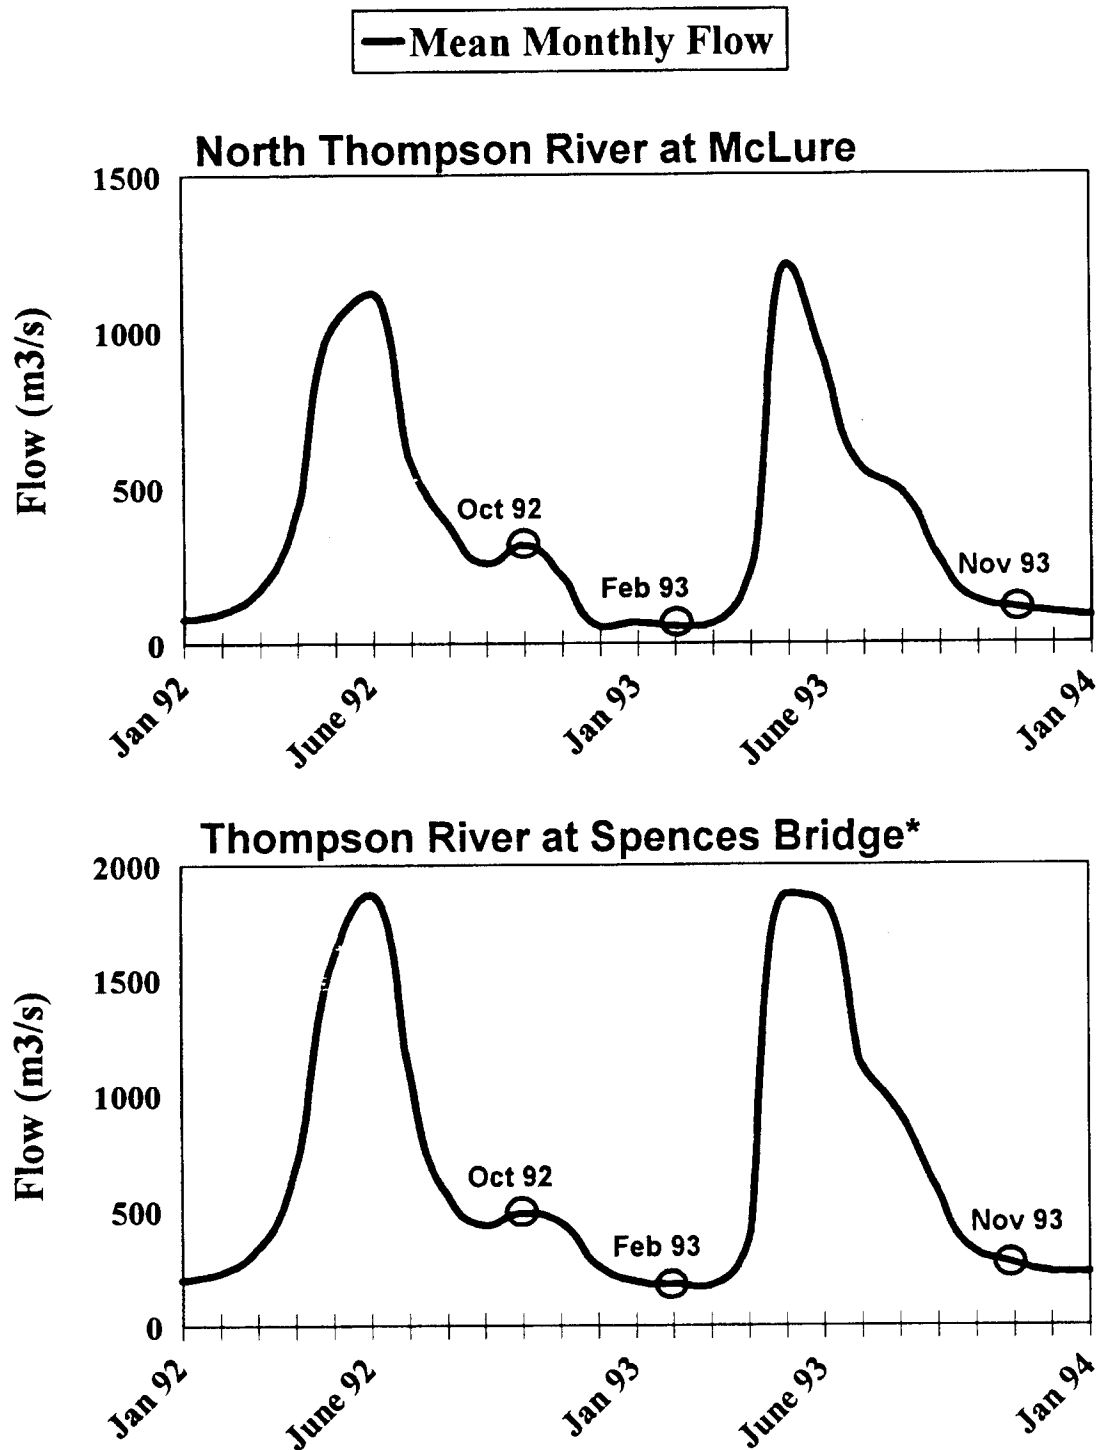 Mean Monthly Flow
North Thompson River at McLure
1500
1000
500
0
Flow (m3/s)
Oct 92
Feb 93
Nov 93
Jan 92
June 92
Jan 93
June 93
Jan 94
Thompson River at Spences Bridge*
2000
1500
1000
500
0
Flow (m3/s)
Oct 92
Feb 93
Nov 93
Jan 92
June 92
Jan 93
June 93
Jan 94